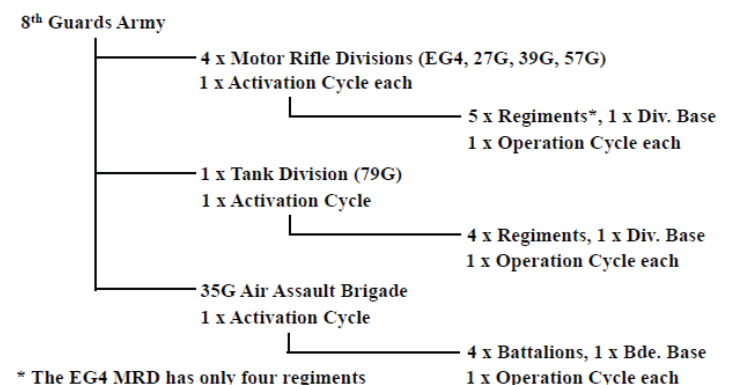 8th Guards Army
4 x Motor Rifle Divisions (EG4, 27G, 39G, 57G)
1 x Activation Cycle each
5 x Regiments*, 1 x Div. Base
1 x Operation Cycle each
1 x Tank Division (79G)
1 x Activation Cycle
4 x Regiments, 1 x Div. Base
1 x Operation Cycle each
35G Air Assault Brigade
1 x Activation Cycle
4 x Battalions, 1 x Bde. Base
* The EG4 MRD has only four regiments
1 x Operation Cycle each